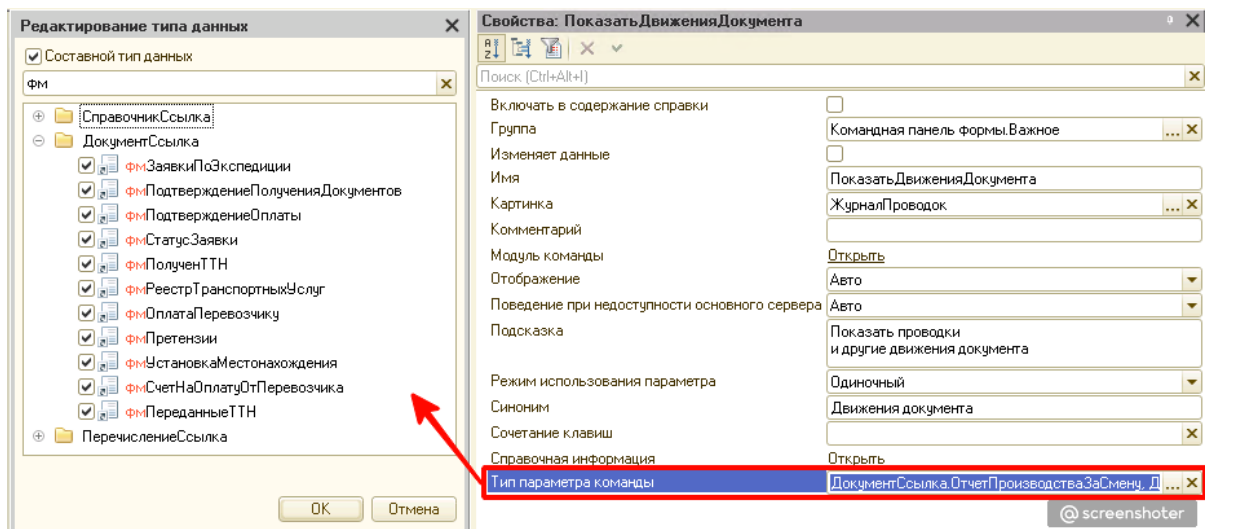 Редактирование типа данных
Составной тип данных
фм
СправочникСсылка
ДокументСсылка
фмЗаявкиПоЭкспедиции
фмПодтверждениеПолученияДокументов
фмПодтверждениеОплаты
фмСтатусЗаявки
фмПолученТТН
фмРеестрТранспортныхУслуг
фмОплатаПеревозчику
фмПретензии
фмУстановкаМестонахождения
фмСчетНаОплатуОтПеревозчика
фмПереданныеТТН
ПеречислениеСсылка
ОК Отмена
Свойства: ПоказатьДвиженияДокумента
Поиск (Ctrl+Alt+I)
Включать в содержание справки
Группа Командная панель формы.Важное ...
Изменяет данные
Имя ПоказатьДвиженияДокумента
Картинка ЖурналПроводок ...
Комментарий
Модуль команды Открыть
Отображение Авто
Поведение при недоступности основного сервера Авто
Подсказка Показать проводки
и другие движения документа
Режим использования параметра Одиночный
Синоним Движения документа
Сочетание клавиш
Справочная информация Открыть
Тип параметра команды ДокументСсылка.ОтчетПроизводстваЗаСмену, Д ...
@screenshoter